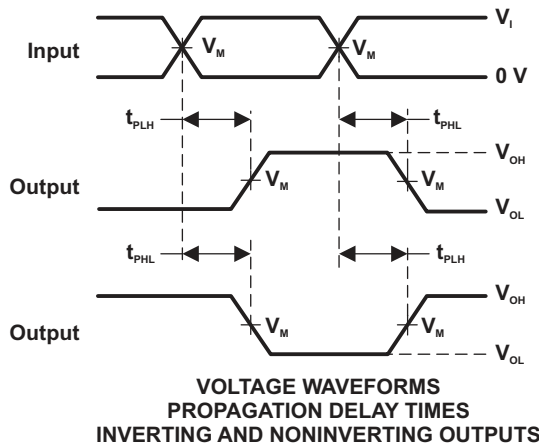 V_I
Input V_M V_M
0 V
t_PLH t_PHL
V_OH
Output V_M V_M
V_OL
t_PHL t_PLH
V_OH
Output V_M V_M
V_OL
VOLTAGE WAVEFORMS
PROPAGATION DELAY TIMES
INVERTING AND NONINVERTING OUTPUTS